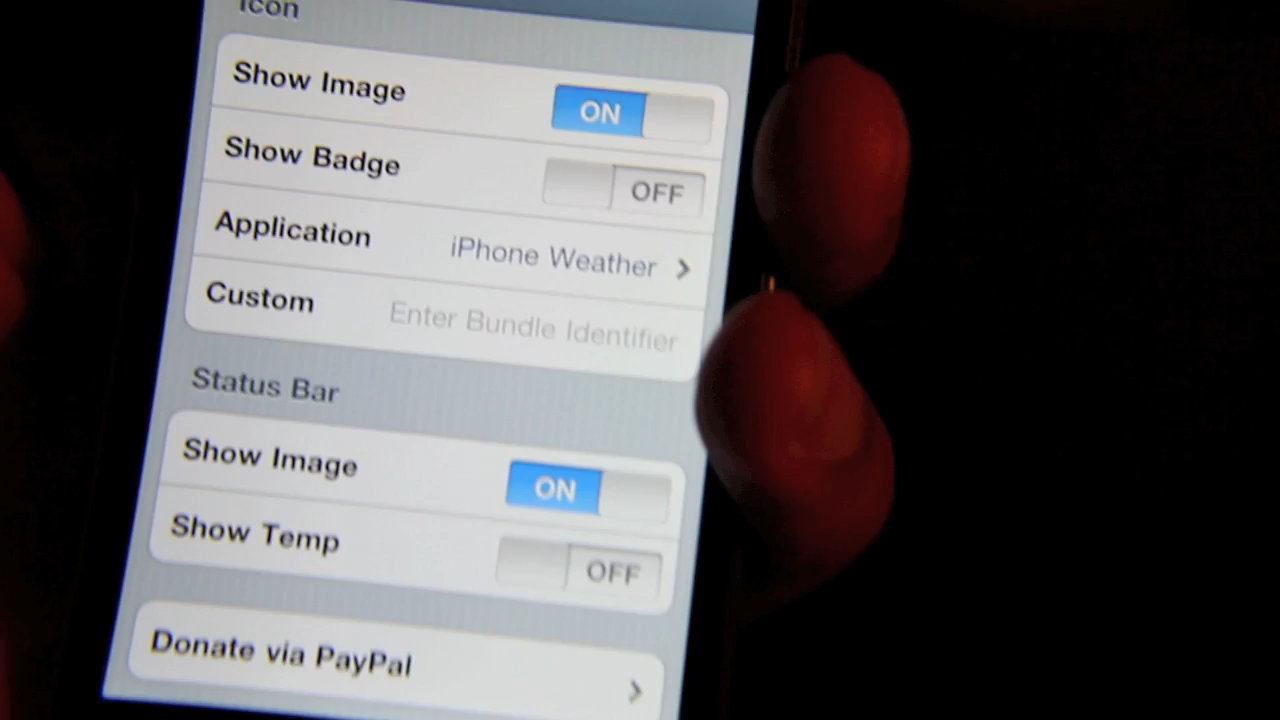 Icon
Show Image ON
Show Badge OFF
Application iPhone Weather
Custom Enter Bundle Identifier
Status Bar
Show Image ON
Show Temp OFF
Donate via PayPal